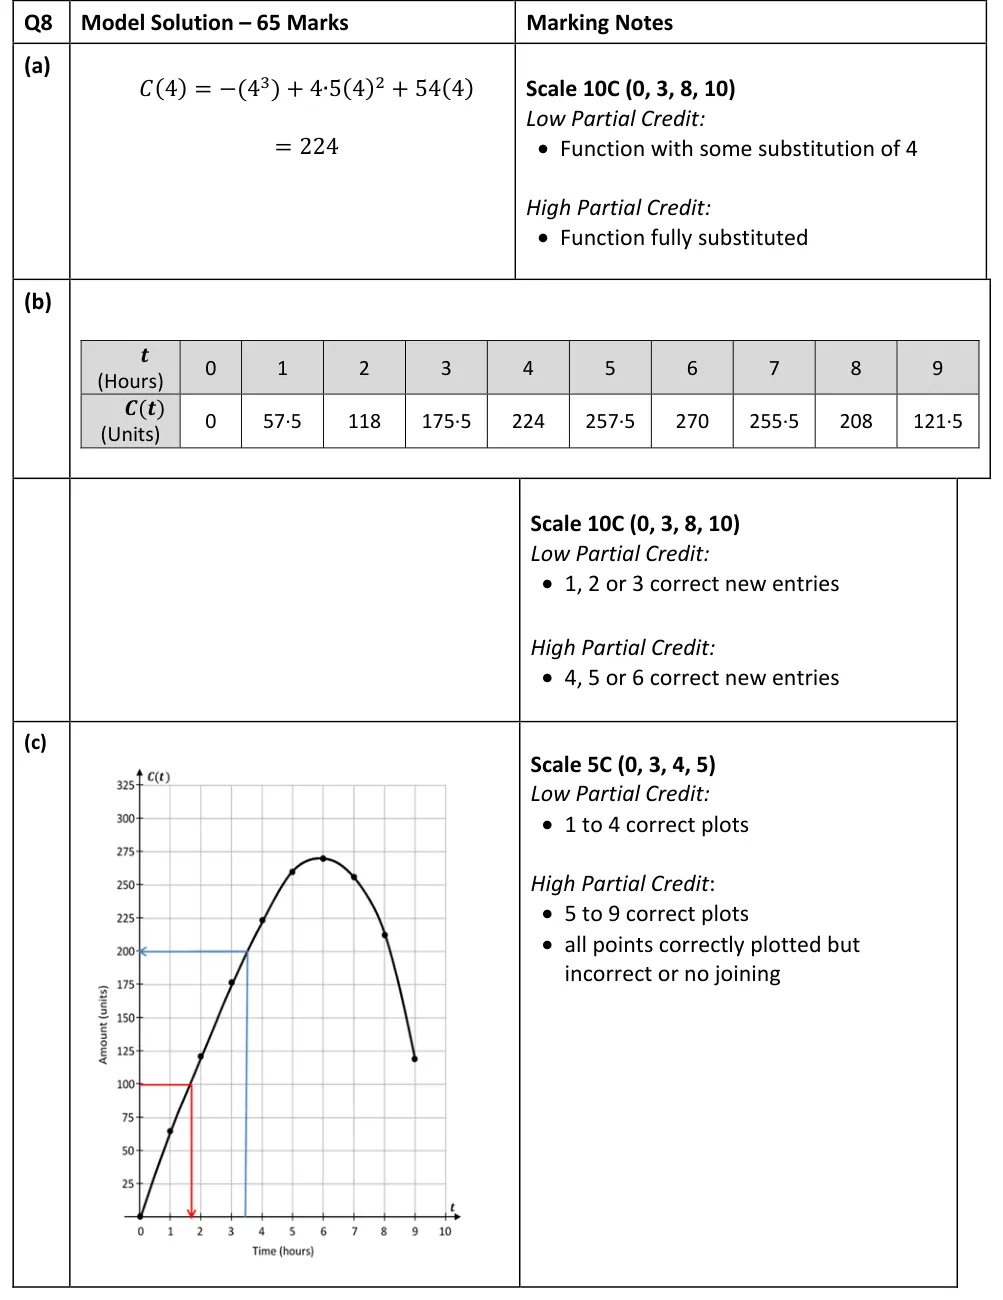 Q8 Model Solution – 65 Marks Marking Notes
(a)
C(4) = −(4³) + 4·5(4)² + 54(4)
= 224
Scale 10C (0, 3, 8, 10)
Low Partial Credit:
• Function with some substitution of 4
High Partial Credit:
• Function fully substituted
(b)
t
(Hours) 0 1 2 3 4 5 6 7 8 9
C(t)
(Units) 0 57·5 118 175·5 224 257·5 270 255·5 208 121·5
Scale 10C (0, 3, 8, 10)
Low Partial Credit:
• 1, 2 or 3 correct new entries
High Partial Credit:
• 4, 5 or 6 correct new entries
(c)
C(t)
325
300
275
250
225
200
175
150
125
100
75
50
25
Amount (units)
t
0 1 2 3 4 5 6 7 8 9 10
Time (hours)
Scale 5C (0, 3, 4, 5)
Low Partial Credit:
• 1 to 4 correct plots
High Partial Credit:
• 5 to 9 correct plots
• all points correctly plotted but
incorrect or no joining